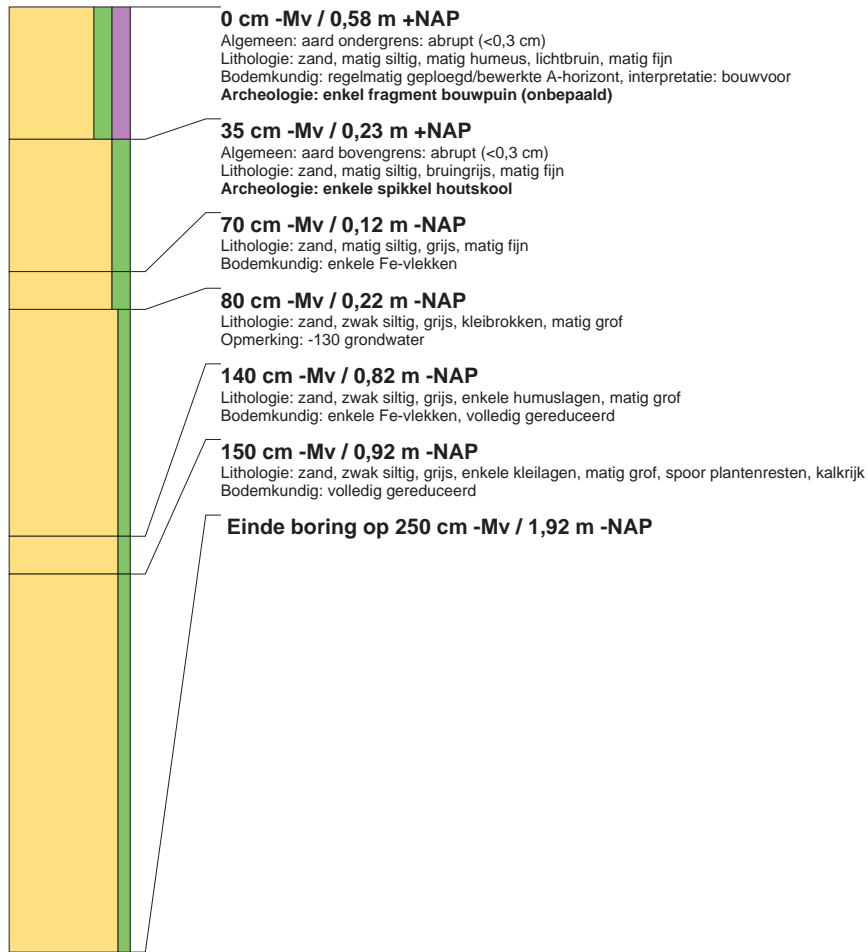 0 cm -Mv / 0,58 m +NAP
Algemeen: aard ondergrens: abrupt (<0,3 cm)
Lithologie: zand, matig siltig, matig humeus, lichtbruin, matig fijn
Bodemkundig: regelmatig geploegd/bewerkte A-horizont, interpretatie: bouwvoor
Archeologie: enkel fragment bouwpuin (onbepaald)
35 cm -Mv / 0,23 m +NAP
Algemeen: aard bovengrens: abrupt (<0,3 cm)
Lithologie: zand, matig siltig, bruingrijs, matig fijn
Archeologie: enkele spikkel houtskool
70 cm -Mv / 0,12 m -NAP
Lithologie: zand, matig siltig, grijs, matig fijn
Bodemkundig: enkele Fe-vlekken
80 cm -Mv / 0,22 m -NAP
Lithologie: zand, zwak siltig, grijs, kleibrokken, matig grof
Opmerking: -130 grondwater
140 cm -Mv / 0,82 m -NAP
Lithologie: zand, zwak siltig, grijs, enkele humuslagen, matig grof
Bodemkundig: enkele Fe-vlekken, volledig gereduceerd
150 cm -Mv / 0,92 m -NAP
Lithologie: zand, zwak siltig, grijs, enkele kleilagen, matig grof, spoor plantenresten, kalkrijk
Bodemkundig: volledig gereduceerd
Einde boring op 250 cm -Mv / 1,92 m -NAP